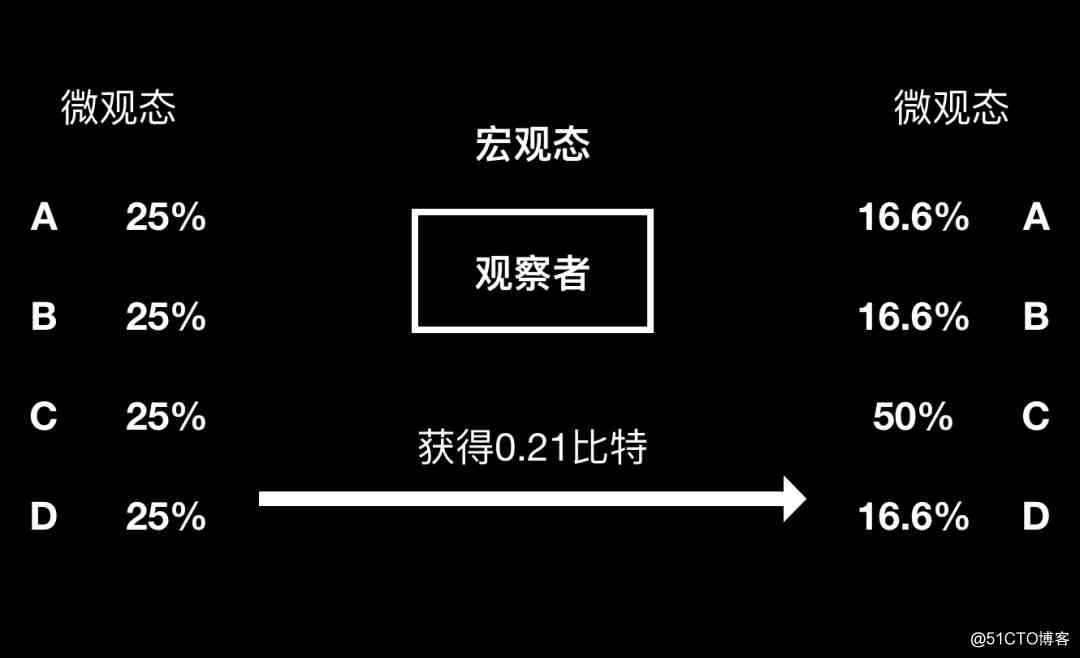 微观态
宏观态
微观态
A 25%
观察者
16.6% A
B 25%
16.6% B
C 25%
获得0.21比特
50% C
D 25%
16.6% D
@51CTO博客